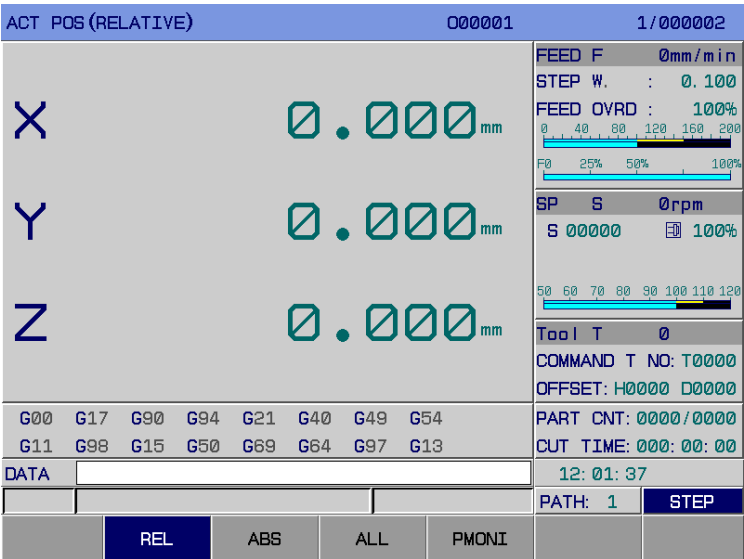 ACT POS(RELATIVE) O00001 1/000002
FEED F 0mm/min
STEP W. : 0.100
FEED OVRD : 100%
0 40 80 120 160 200
F0 25% 50% 100%
X 0.000mm
Y 0.000mm
Z 0.000mm
SP S 0rpm
S 00000 100%
50 60 70 80 90 100 110 120
Tool T 0
COMMAND T NO: T0000
OFFSET: H0000 D0000
G00 G17 G90 G94 G21 G40 G49 G54
G11 G98 G15 G50 G69 G64 G97 G13
PART CNT: 0000/0000
CUT TIME: 000:00:00
DATA
12:01:37
PATH: 1 STEP
REL ABS ALL PMONI